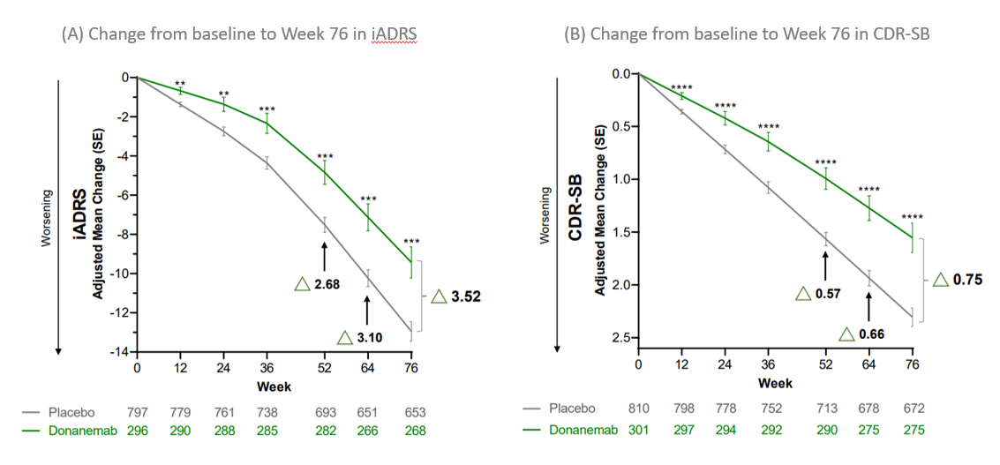 (A) Change from baseline to Week 76 in iADRS
(B) Change from baseline to Week 76 in CDR-SB
Worsening
iADRS
Adjusted Mean Change (SE)
0
-2
-4
-6
-8
-10
-12
-14
** ** *** *** *** ***
△ 2.68
△ 3.10
△ 3.52
0 12 24 36 52 64 76
Week
Placebo 797 779 761 738 693 651 653
Donanemab 296 290 288 285 282 266 268
Worsening
CDR-SB
Adjusted Mean Change (SE)
0.0
0.5
1.0
1.5
2.0
2.5
**** **** **** **** **** ****
△ 0.57
△ 0.66
△ 0.75
0 12 24 36 52 64 76
Week
Placebo 810 798 778 752 713 678 672
Donanemab 301 297 294 292 290 275 275